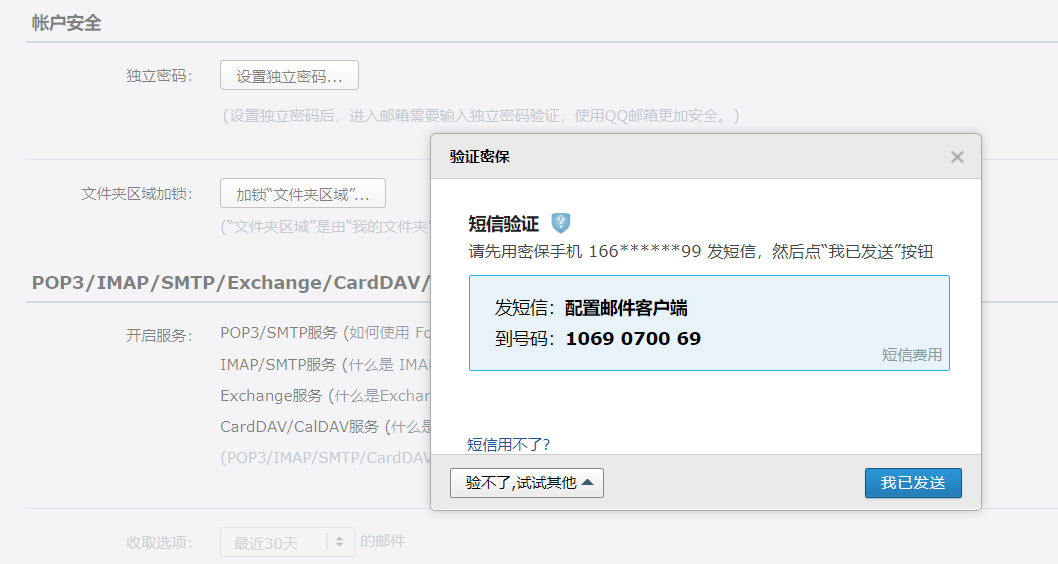 帐户安全
独立密码：
设置独立密码...
(设置独立密码后，进入邮箱需要输入独立密码验证，使用QQ邮箱更加安全。)
文件夹区域加锁：
加锁“文件夹区域”...
(“文件夹区域”是由“我的文件夹
POP3/IMAP/SMTP/Exchange/CardDAV/
开启服务：
POP3/SMTP服务 (如何使用 Fo
IMAP/SMTP服务 (什么是 IMA
Exchange服务 (什么是Exchan
CardDAV/CalDAV服务 (什么是
(POP3/IMAP/SMTP/CardDAV
收取选项：
最近30天
的邮件
验证密保
短信验证
请先用密保手机 166******99 发短信，然后点“我已发送”按钮
发短信：配置邮件客户端
到号码：1069 0700 69
短信费用
短信用不了?
验不了,试试其他
我已发送